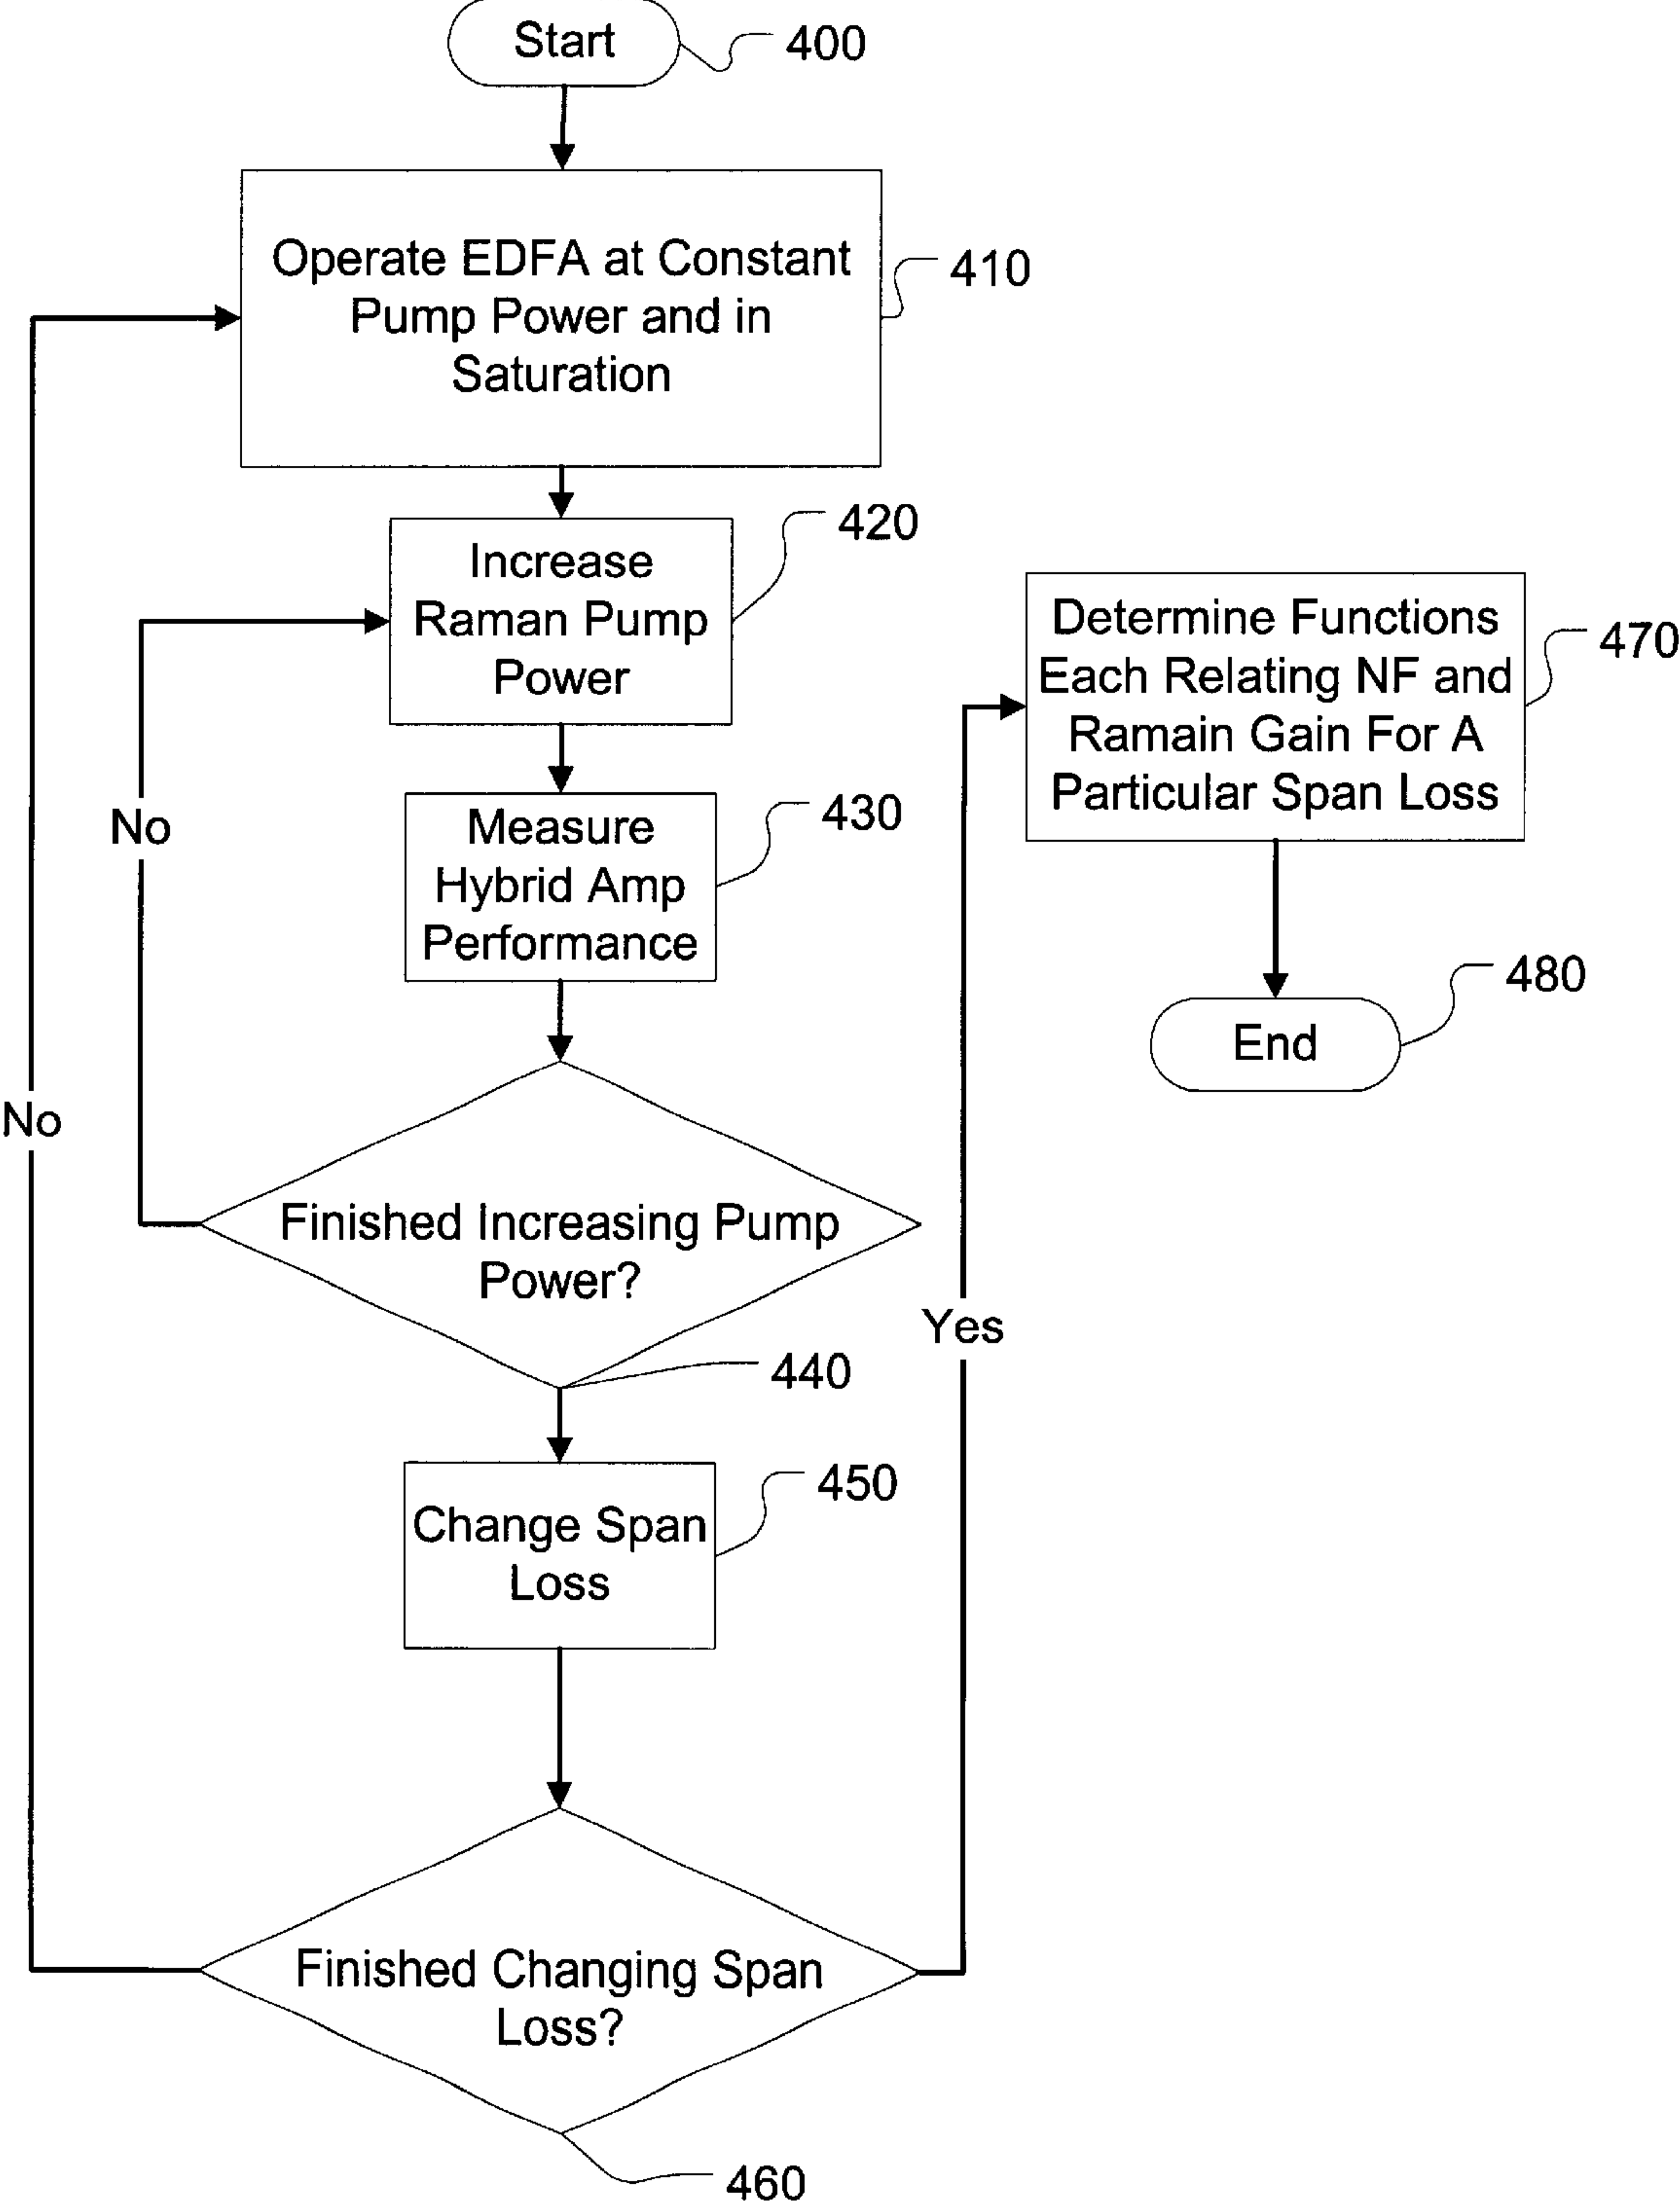 Start
400
Operate EDFA at Constant
Pump Power and in
Saturation
410
Increase
Raman Pump
Power
420
Measure
Hybrid Amp
Performance
430
No
Finished Increasing Pump
Power?
440
Change Span
Loss
450
No
Finished Changing Span
Loss?
460
Yes
Determine Functions
Each Relating NF and
Ramain Gain For A
Particular Span Loss
470
End
480